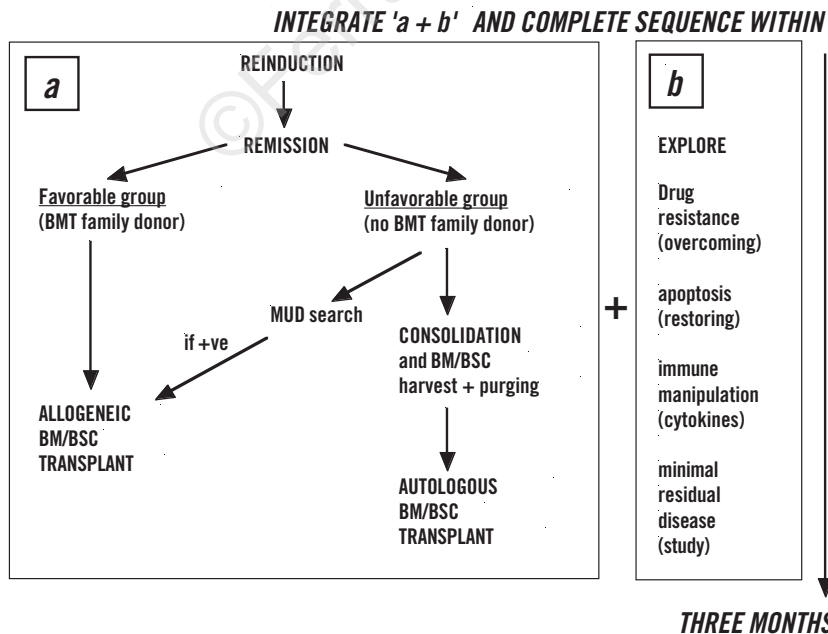 INTEGRATE 'a + b' AND COMPLETE SEQUENCE WITHIN
a
REINDUCTION
REMISSION
Favorable group
(BMT family donor)
Unfavorable group
(no BMT family donor)
MUD search
if +ve
CONSOLIDATION
and BM/BSC
harvest + purging
ALLOGENEIC
BM/BSC
TRANSPLANT
AUTOLOGOUS
BM/BSC
TRANSPLANT
+
b
EXPLORE
Drug
resistance
(overcoming)
apoptosis
(restoring)
immune
manipulation
(cytokines)
minimal
residual
disease
(study)
THREE MONTHS